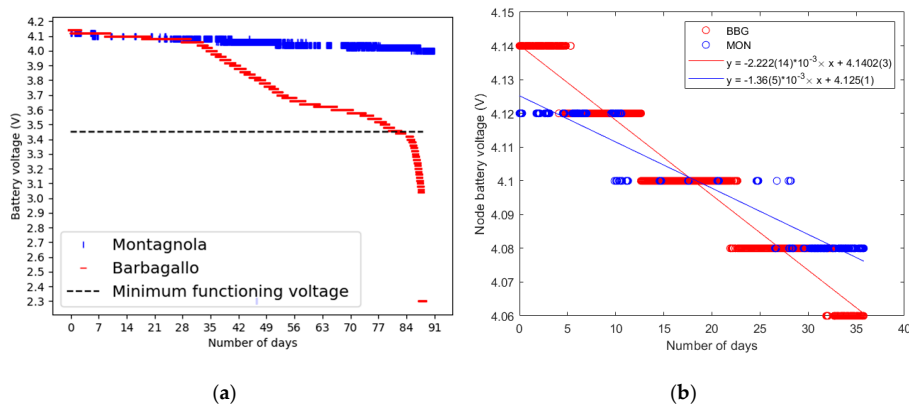 4.2
4.1
4.0
3.9
3.8
3.7
3.6
3.5
3.4
3.3
3.2
3.1
3.0
2.9
2.8
2.7
2.6
2.5
2.4
2.3
Battery voltage (V)
Montagnola
Barbagallo
Minimum functioning voltage
0 7 14 21 28 35 42 49 56 63 70 77 84 91
Number of days
(a)
4.15
4.14
4.13
4.12
4.11
4.1
4.09
4.08
4.07
4.06
Node battery voltage (V)
BBG
MON
y = -2.222(14)*10⁻³× x + 4.1402(3)
y = -1.36(5)*10⁻³× x + 4.125(1)
0 5 10 15 20 25 30 35 40
Number of days
(b)